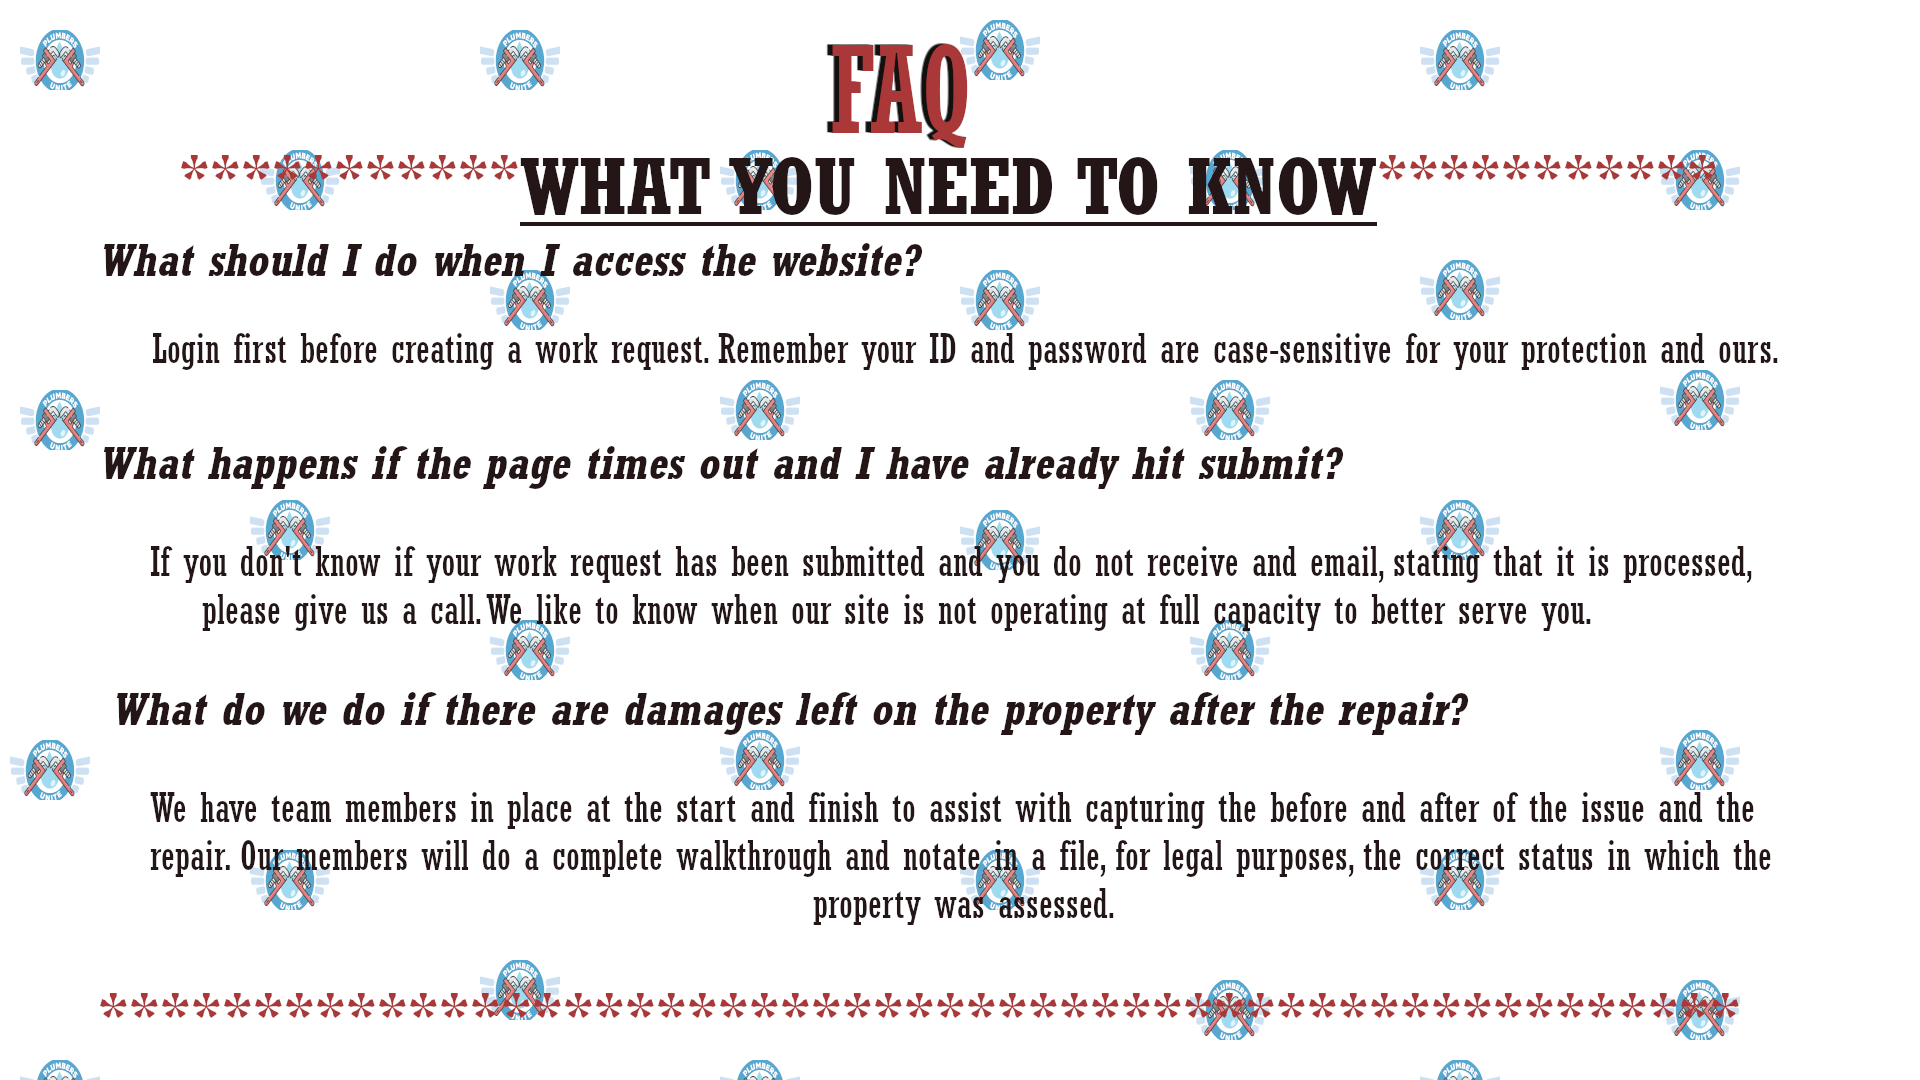 FAQ
***********WHAT YOU NEED TO KNOW***********
What should I do when I access the website?
Login first before creating a work request. Remember your ID and password are case-sensitive for your protection and ours.
What happens if the page times out and I have already hit submit?
If you don't know if your work request has been submitted and you do not receive and email, stating that it is processed,
please give us a call. We like to know when our site is not operating at full capacity to better serve you.
What do we do if there are damages left on the property after the repair?
We have team members in place at the start and finish to assist with capturing the before and after of the issue and the
repair. Our members will do a complete walkthrough and notate in a file, for legal purposes, the correct status in which the
property was assessed.
*****************************************************
PLUMBERS
UNITE